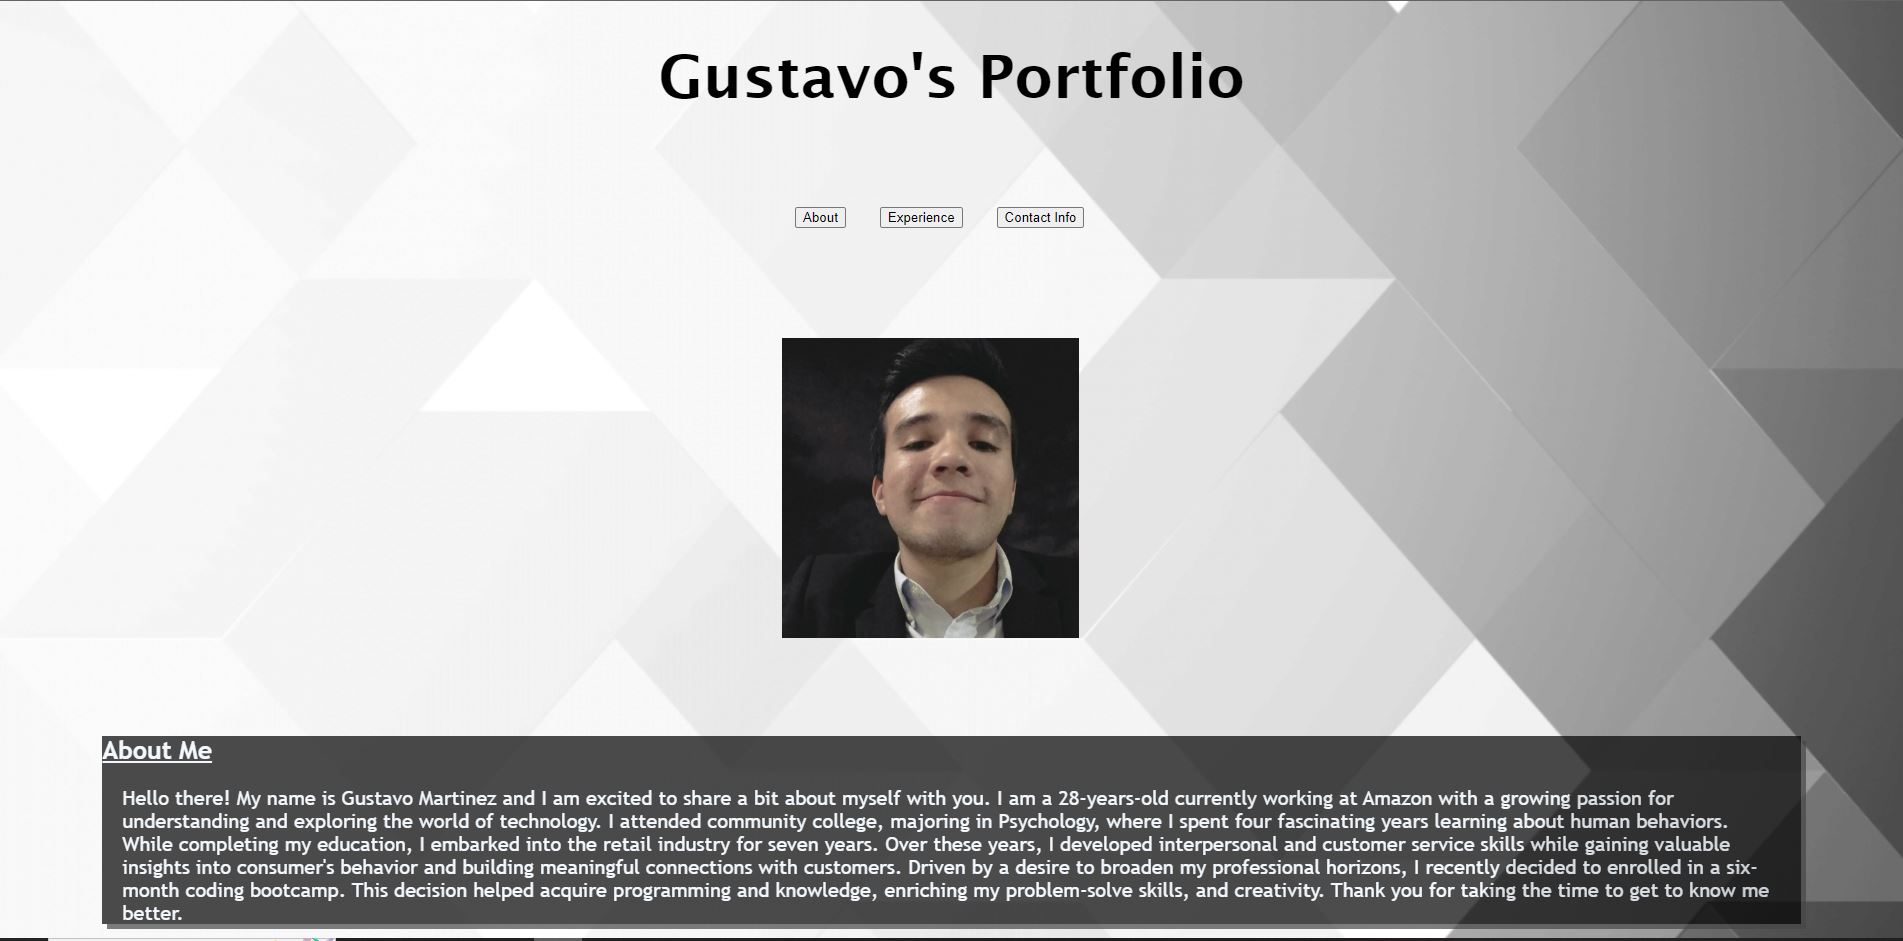 Gustavo's Portfolio
About
Experience
Contact Info
About Me
Hello there! My name is Gustavo Martinez and I am excited to share a bit about myself with you. I am a 28-years-old currently working at Amazon with a growing passion for
understanding and exploring the world of technology. I attended community college, majoring in Psychology, where I spent four fascinating years learning about human behaviors.
While completing my education, I embarked into the retail industry for seven years. Over these years, I developed interpersonal and customer service skills while gaining valuable
insights into consumer's behavior and building meaningful connections with customers. Driven by a desire to broaden my professional horizons, I recently decided to enrolled in a six-
month coding bootcamp. This decision helped acquire programming and knowledge, enriching my problem-solve skills, and creativity. Thank you for taking the time to get to know me
better.